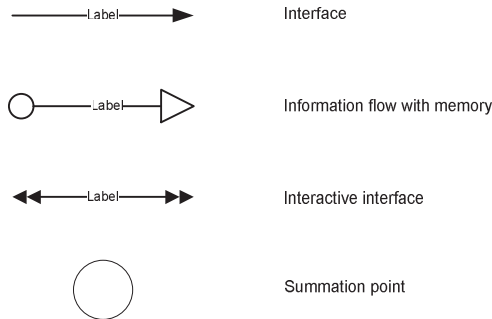 Label Interface
Label Information flow with memory
Label Interactive interface
Summation point